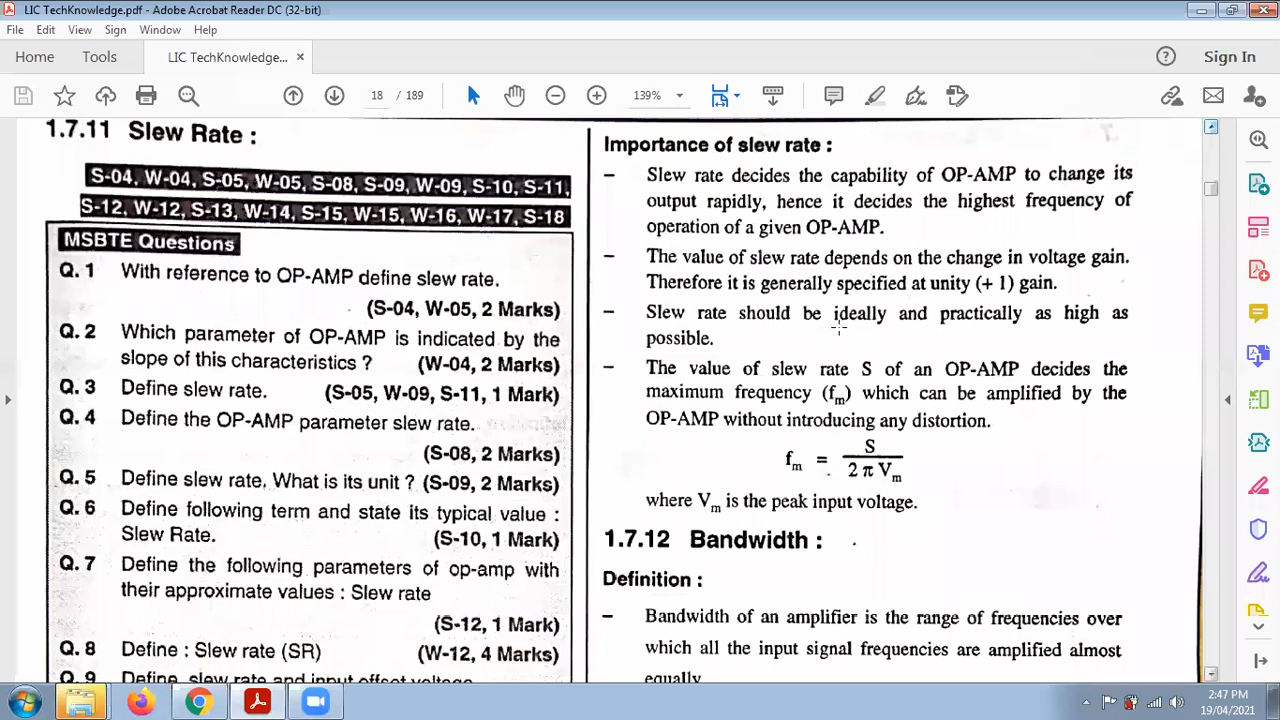 LIC TechKnowledge.pdf - Adobe Acrobat Reader DC (32-bit)
File Edit View Sign Window Help
Home Tools LIC TechKnowledge... × Sign In
18 / 189 139%
1.7.11 Slew Rate :
S-04, W-04, S-05, W-05, S-08, S-09, W-09, S-10, S-11,
S-12, W-12, S-13, W-14, S-15, W-15, W-16, W-17, S-18
MSBTE Questions
Q. 1 With reference to OP-AMP define slew rate.
(S-04, W-05, 2 Marks)
Q. 2 Which parameter of OP-AMP is indicated by the
slope of this characteristics ? (W-04, 2 Marks)
Q. 3 Define slew rate. (S-05, W-09, S-11, 1 Mark)
Q. 4 Define the OP-AMP parameter slew rate.
(S-08, 2 Marks)
Q. 5 Define slew rate. What is its unit ? (S-09, 2 Marks)
Q. 6 Define following term and state its typical value :
Slew Rate. (S-10, 1 Mark)
Q. 7 Define the following parameters of op-amp with
their approximate values : Slew rate
(S-12, 1 Mark)
Q. 8 Define : Slew rate (SR) (W-12, 4 Marks)
Q. 9 Define, slew rate and input offset voltage
Importance of slew rate :
– Slew rate decides the capability of OP-AMP to change its
output rapidly, hence it decides the highest frequency of
operation of a given OP-AMP.
– The value of slew rate depends on the change in voltage gain.
Therefore it is generally specified at unity (+ 1) gain.
– Slew rate should be ideally and practically as high as
possible.
– The value of slew rate S of an OP-AMP decides the
maximum frequency (fm) which can be amplified by the
OP-AMP without introducing any distortion.
fm = S / 2 π Vm
where Vm is the peak input voltage.
1.7.12 Bandwidth :
Definition :
– Bandwidth of an amplifier is the range of frequencies over
which all the input signal frequencies are amplified almost
equally
2:47 PM
19/04/2021